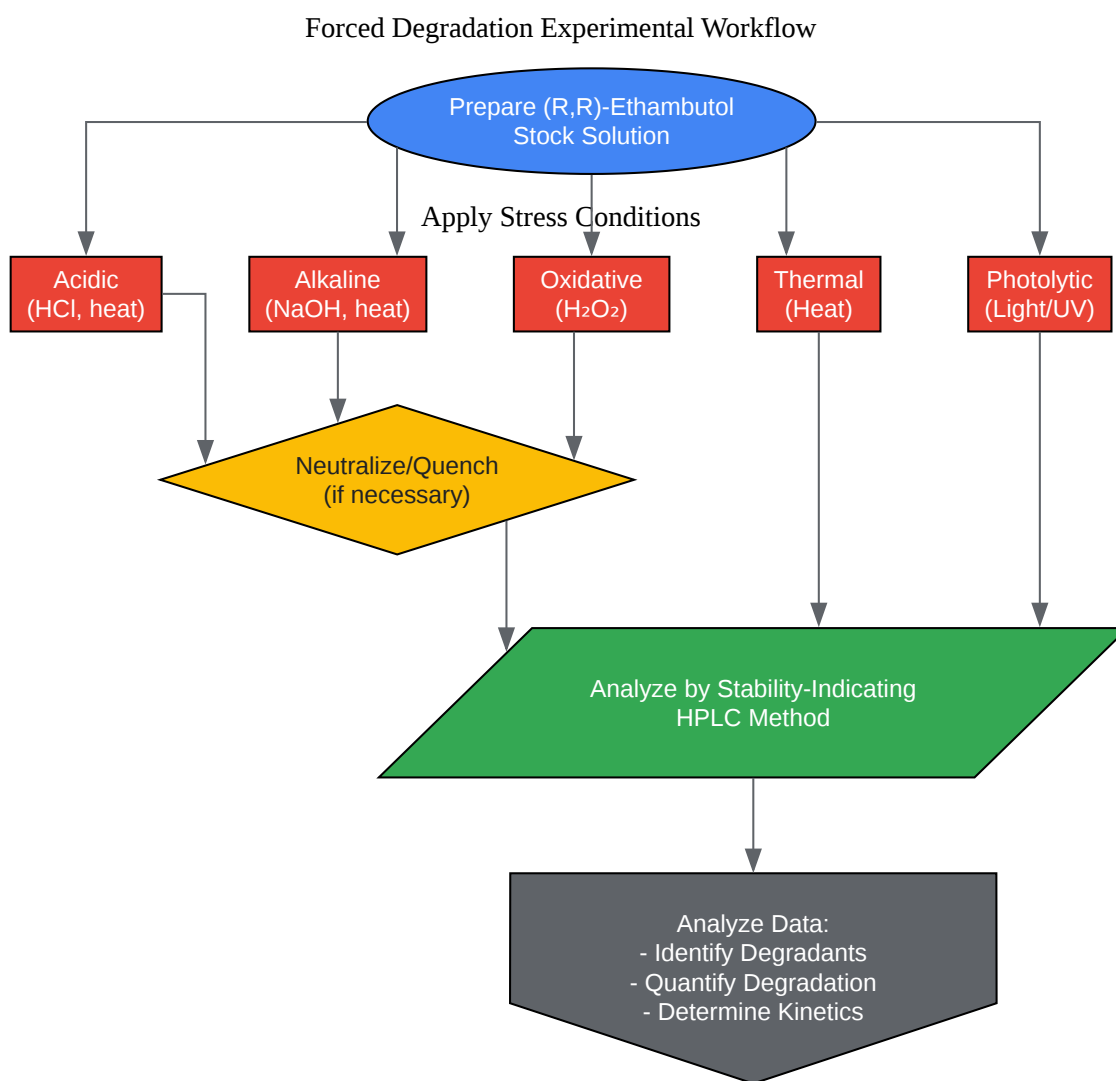 Forced Degradation Experimental Workflow
Prepare (R,R)-Ethambutol
Stock Solution
Apply Stress Conditions
Acidic
(HCl, heat)
Alkaline
(NaOH, heat)
Oxidative
(H₂O₂)
Thermal
(Heat)
Photolytic
(Light/UV)
Neutralize/Quench
(if necessary)
Analyze by Stability-Indicating
HPLC Method
Analyze Data:
- Identify Degradants
- Quantify Degradation
- Determine Kinetics